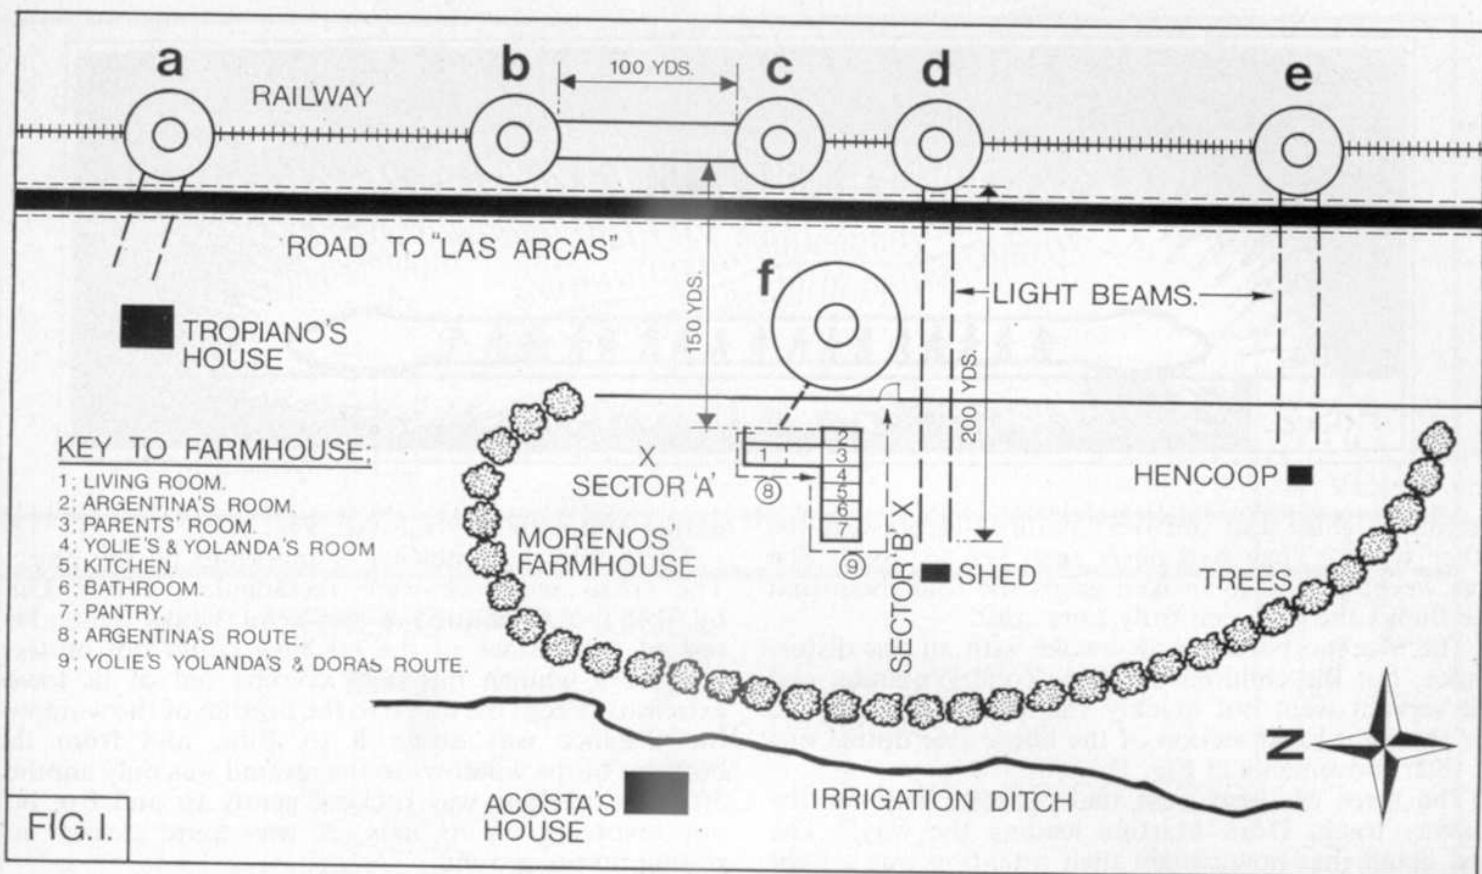 a
b
c
d
e
100 YDS.
RAILWAY
ROAD TO "LAS ARCAS"
f
150 YDS.
LIGHT BEAMS.
200 YDS.
TROPIANO'S
HOUSE
KEY TO FARMHOUSE:
1; LIVING ROOM.
2; ARGENTINA'S ROOM.
3; PARENTS' ROOM.
4; YOLIE'S & YOLANDA'S ROOM
5; KITCHEN.
6; BATHROOM.
7; PANTRY.
8; ARGENTINA'S ROUTE.
9; YOLIE'S YOLANDA'S & DORAS ROUTE.
X
SECTOR 'A'
1
2
3
4
5
6
7
8
9
MORENOS'
FARMHOUSE
SECTOR 'B' X
SHED
HENCOOP
TREES
N
ACOSTA'S
HOUSE
IRRIGATION DITCH
FIG.I.